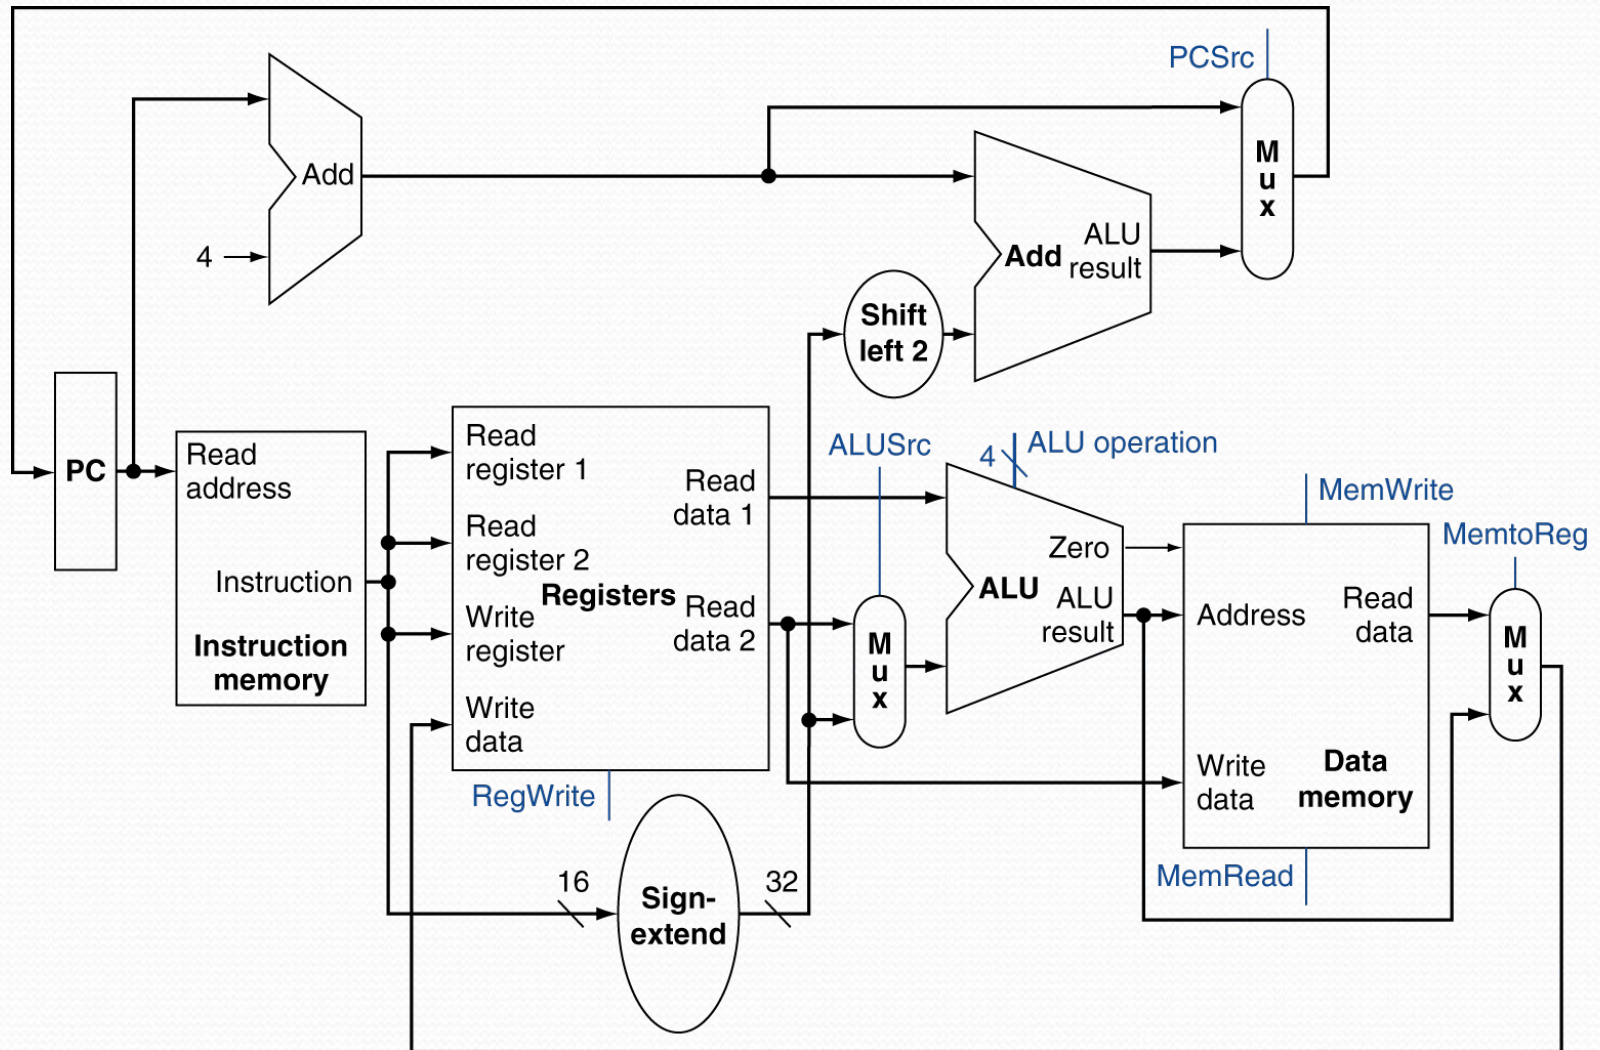 PCSrc
M
u
x
Add
4
Add
ALU
result
Shift
left 2
PC
Read
address
Instruction
Instruction
memory
Read
register 1
Read
register 2
Write
register
Write
data
Registers
Read
data 1
Read
data 2
RegWrite
16
Sign-
extend
32
ALUSrc
M
u
x
4
ALU operation
Zero
ALU
ALU
result
MemWrite
Address
Read
data
Write
data
Data
memory
MemRead
MemtoReg
M
u
x